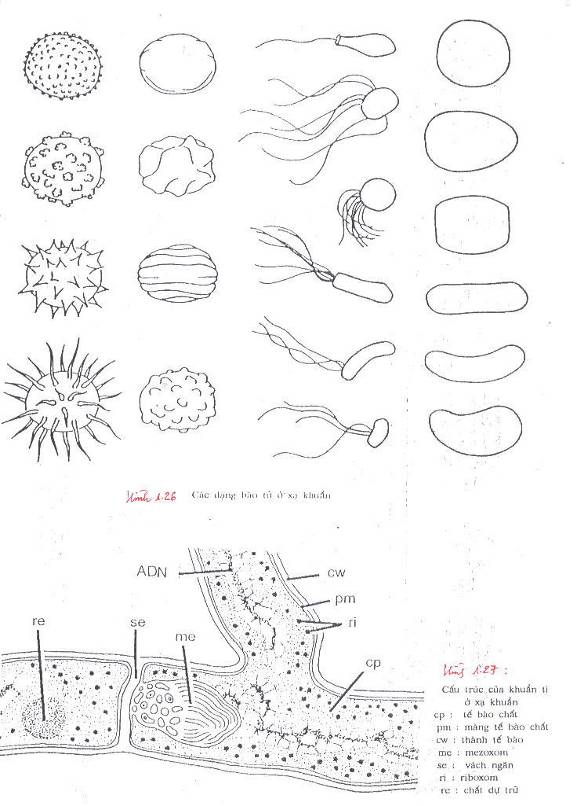 Hình 1.26 Các dạng bào tử ở xạ khuẩn
ADN
cw
pm
ri
re
se
me
cp
Hình 1.27 :
Cấu trúc của khuẩn ti
ở xạ khuẩn
cp : tế bào chất
pm : màng tế bào chất
cw : thành tế bào
me : mezoxom
se : vách ngăn
ri : riboxom
re : chất dự trữ